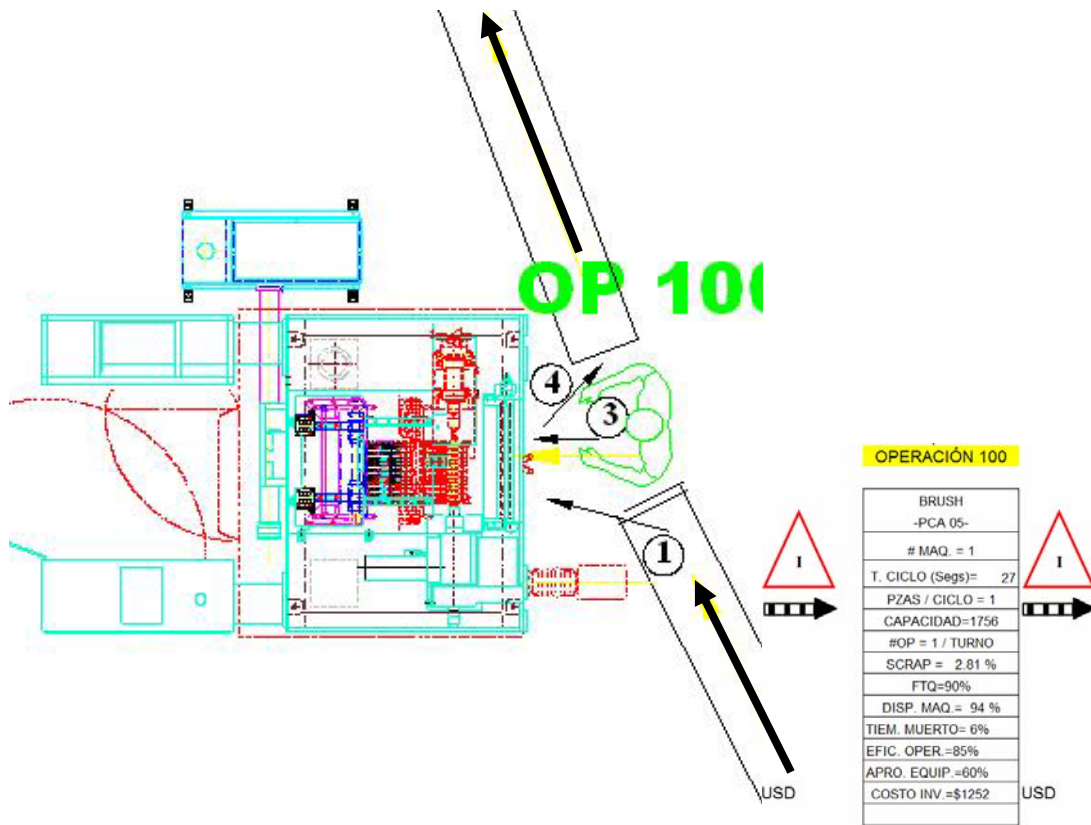 OP 100
4
3
1
OPERACIÓN 100
BRUSH
-PCA 05-
# MAQ. = 1
T. CICLO (Segs)= 27
PZAS / CICLO = 1
CAPACIDAD=1756
#OP = 1 / TURNO
SCRAP = 2.81 %
FTQ=90%
DISP. MAQ.= 94 %
TIEM. MUERTO= 6%
EFIC. OPER.=85%
APRO. EQUIP.=60%
COSTO INV.=$1252
I
I
USD
USD